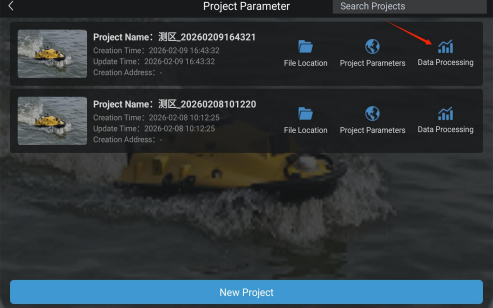 Project Parameter
Search Projects
Project Name：测区_20260209164321
Creation Time：2026-02-09 16:43:32
Update Time：2026-02-09 16:43:32
Creation Address：-
File Location
Project Parameters
Data Processing
Project Name：测区_20260208101220
Creation Time：2026-02-08 10:12:25
Update Time：2026-02-08 10:12:25
Creation Address：-
File Location
Project Parameters
Data Processing
New Project